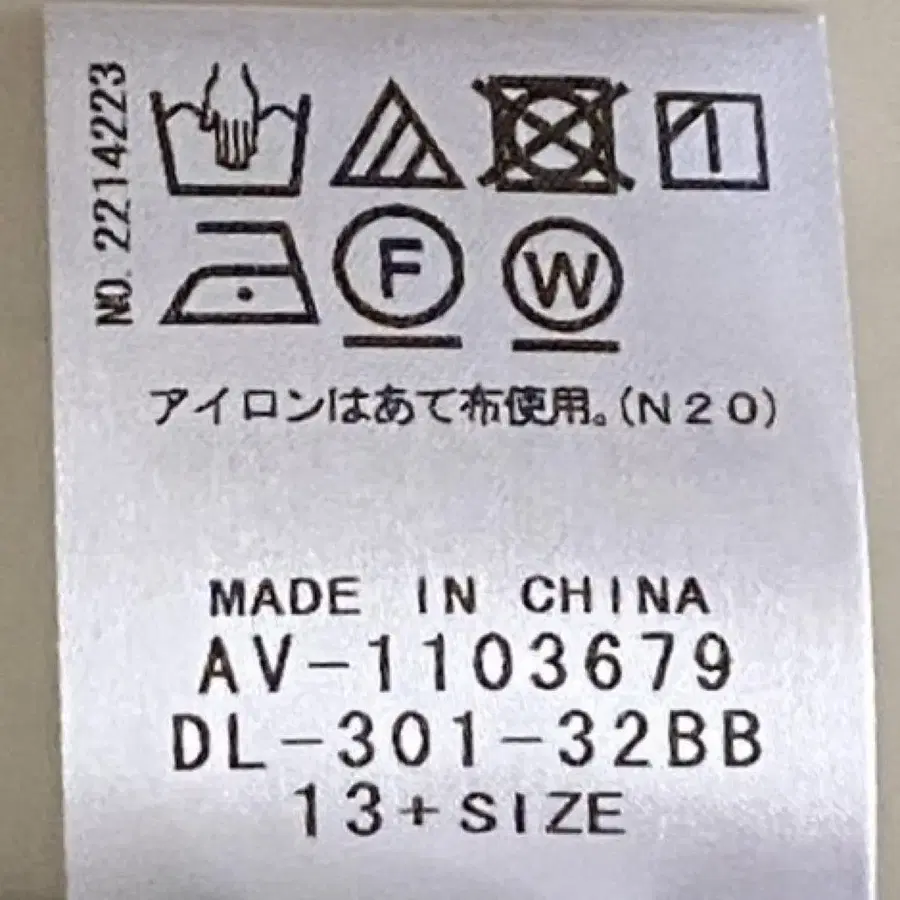 NO. 2214223
F
W
アイロンはあて布使用。(N20)
MADE IN CHINA
AV-1103679
DL-301-32BB
13+SIZE